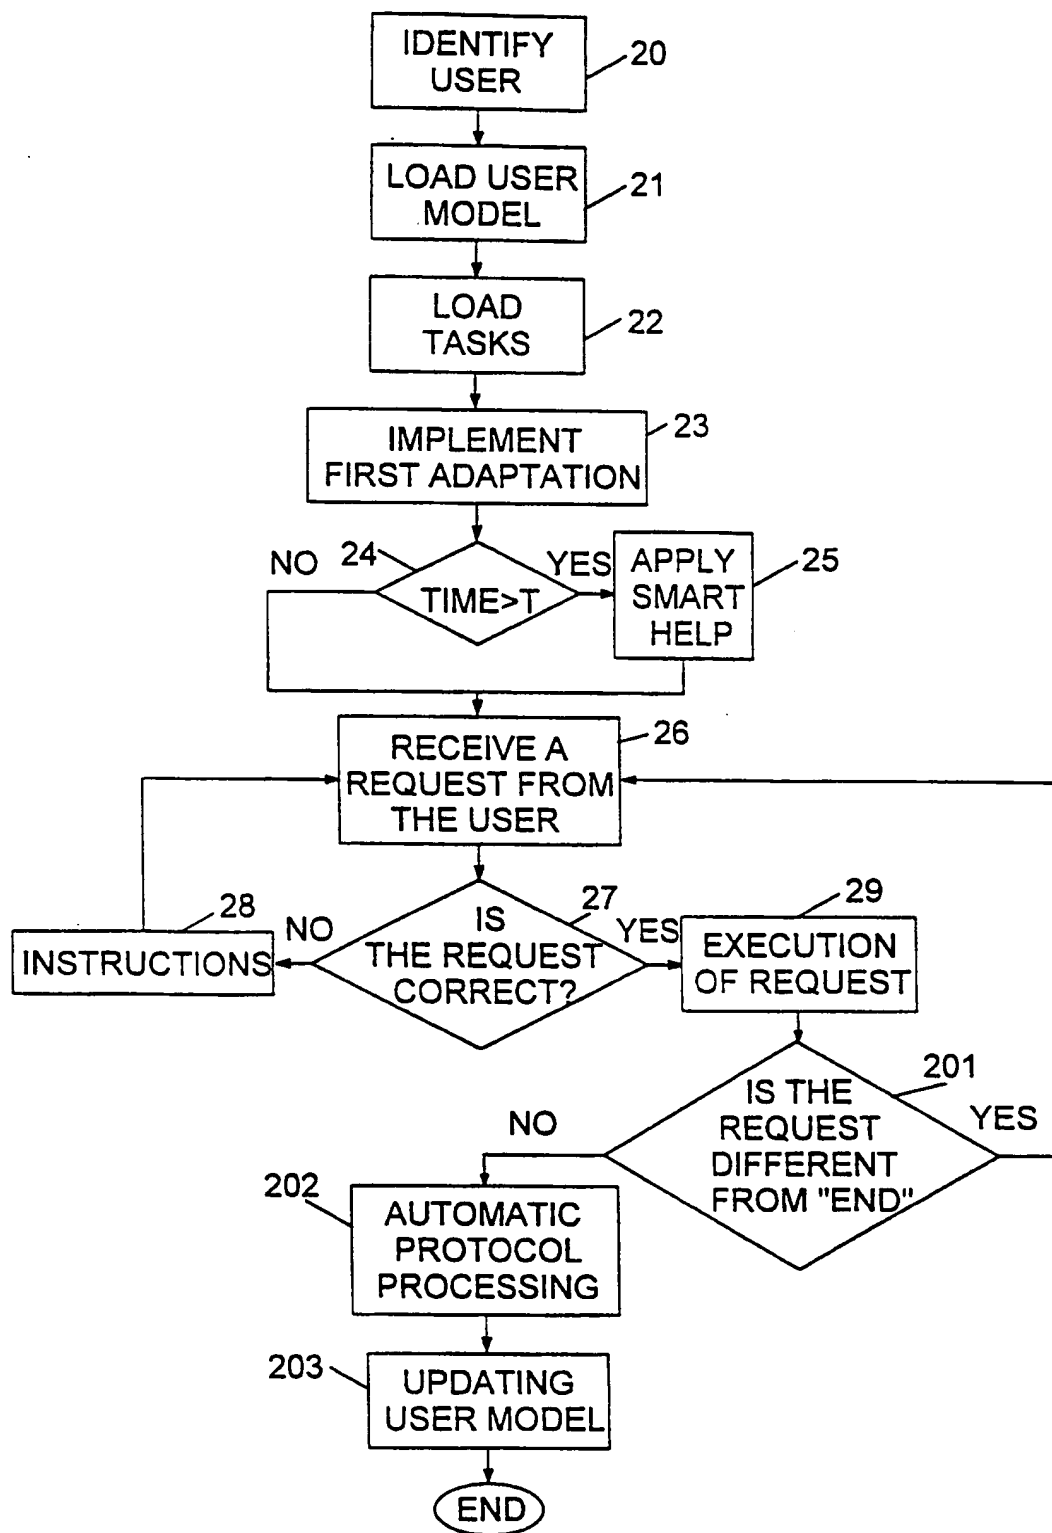 IDENTIFY
USER
20
LOAD USER
MODEL
21
LOAD
TASKS
22
IMPLEMENT
FIRST ADAPTATION
23
NO
24
TIME>T
YES
APPLY
SMART
HELP
25
RECEIVE A
REQUEST FROM
THE USER
26
IS
THE REQUEST
CORRECT?
27
NO
28
INSTRUCTIONS
YES
29
EXECUTION
OF REQUEST
IS THE
REQUEST
DIFFERENT
FROM "END"
201
YES
NO
202
AUTOMATIC
PROTOCOL
PROCESSING
203
UPDATING
USER MODEL
END